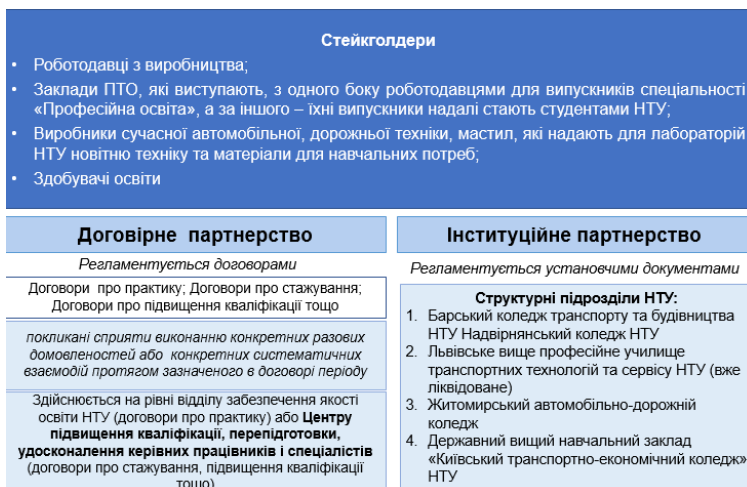 Стейкголдери
• Роботодавці з виробництва;
• Заклади ПТО, які виступають, з одного боку роботодавцями для випускників спеціальності
«Професійна освіта», а за іншого – їхні випускники надалі стають студентами НТУ;
• Виробники сучасної автомобільної, дорожньої техніки, мастил, які надають для лабораторій
НТУ новітню техніку та матеріали для навчальних потреб;
• Здобувачі освіти
Договірне партнерство
Регламентується договорами
Договори про практику; Договори про стажування;
Договори про підвищення кваліфікації тощо
покликані сприяти виконанню конкретних разових
домовленостей або конкретних систематичних
взаємодій протягом зазначеного в договорі періоду
Здійснюється на рівні відділу забезпечення якості
освіти НТУ (договори про практику) або Центру
підвищення кваліфікації, перепідготовки,
удосконалення керівних працівників і спеціалістів
(договори про стажування, підвищення кваліфікації
тощо)
Інституційне партнерство
Регламентується установчими документами
Структурні підрозділи НТУ:
1. Барський коледж транспорту та будівництва
НТУ Надвірнянський коледж НТУ
2. Львівське вище професійне училище
транспортних технологій та сервісу НТУ (вже
ліквідоване)
3. Житомирський автомобільно-дорожній
коледж
4. Державний вищий навчальний заклад
«Київський транспортно-економічний коледж»
НТУ